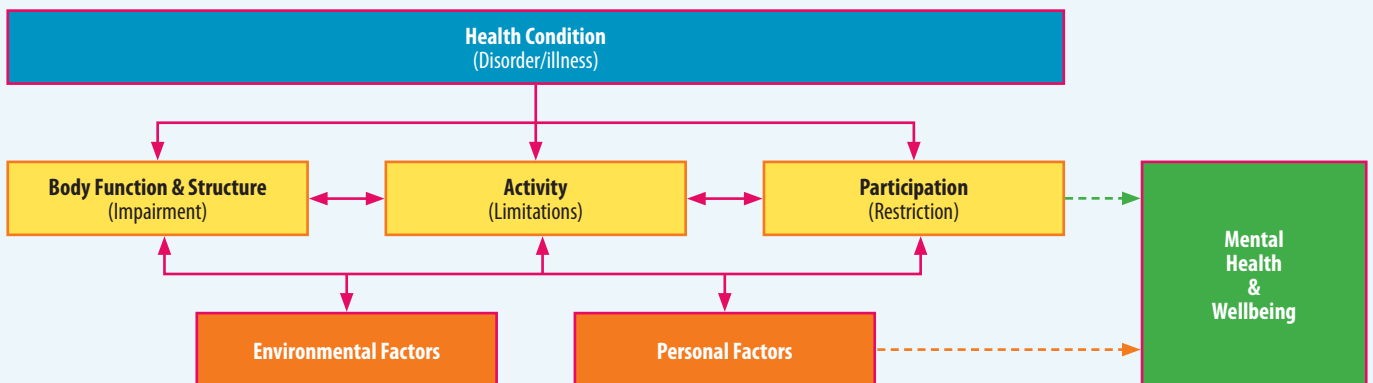 Health Condition
(Disorder/illness)
Body Function & Structure
(Impairment)
Activity
(Limitations)
Participation
(Restriction)
Mental
Health
&
Wellbeing
Environmental Factors
Personal Factors